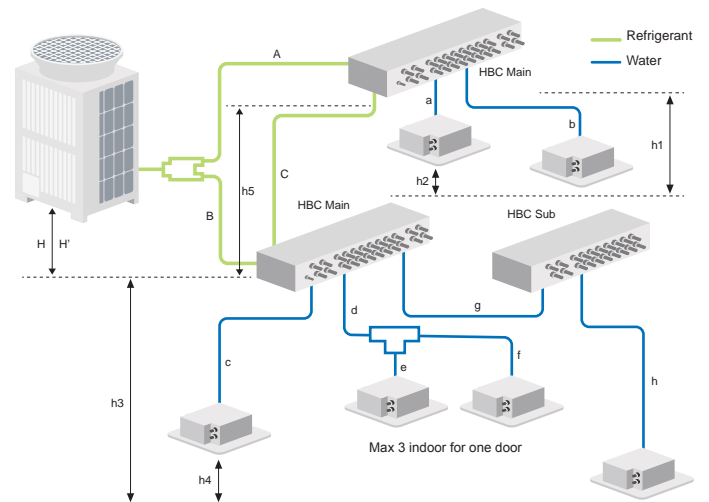 Refrigerant
Water
A
HBC Main
a
b
h1
h5
C
h2
B
HBC Main
HBC Sub
H
H'
d
g
c
e
f
h
h3
Max 3 indoor for one door
h4